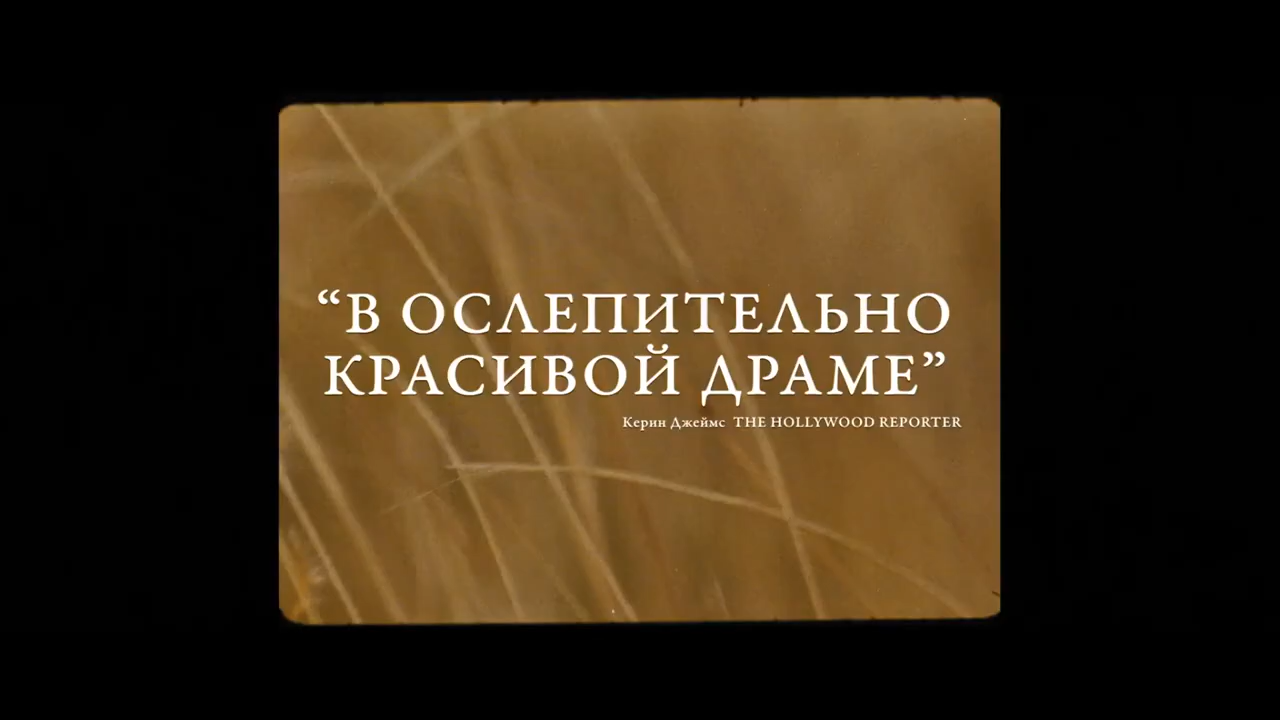 “В ОСЛЕПИТЕЛЬНО
КРАСИВОЙ ДРАМЕ”
Керин Джеймс THE HOLLYWOOD REPORTER